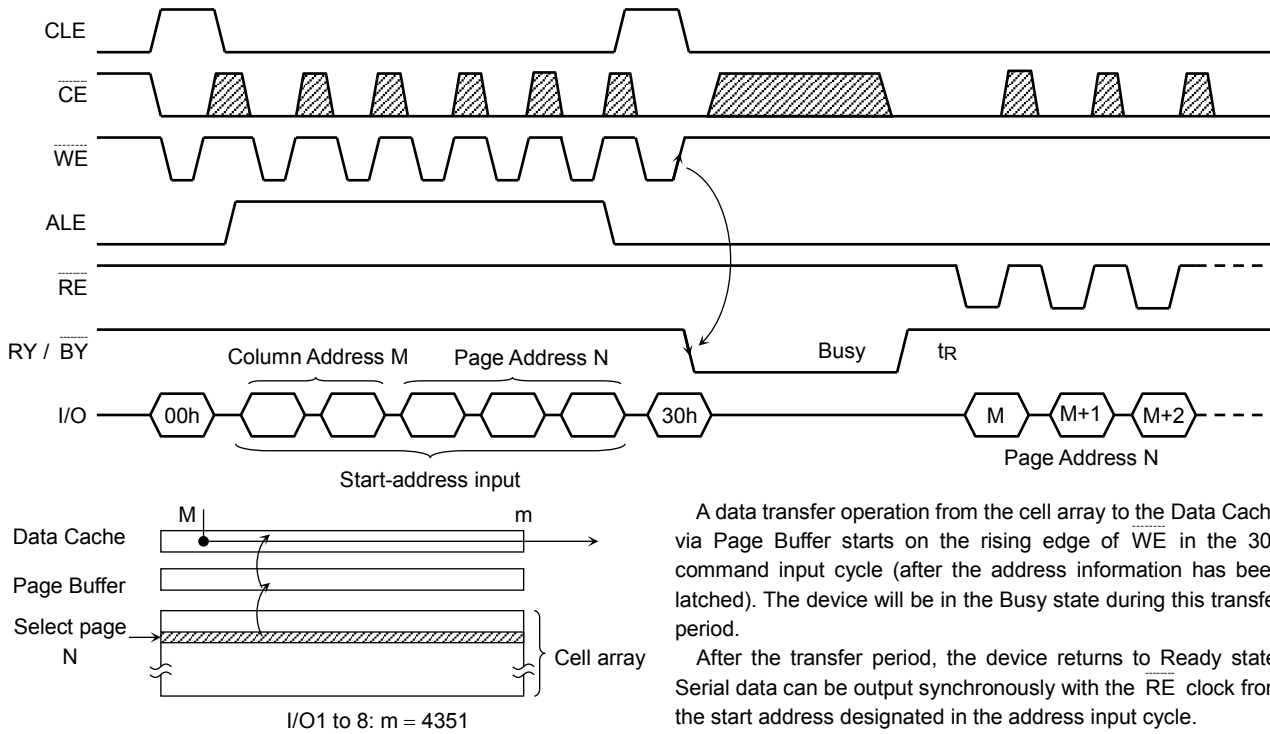 CLE
CE
WE
ALE
RE
RY / BY
Column Address M
Page Address N
Busy
tR
I/O
00h
30h
M
M+1
M+2
Start-address input
Page Address N
M
m
Data Cache
Page Buffer
Select page
N
Cell array
I/O1 to 8: m = 4351
A data transfer operation from the cell array to the Data Cach
via Page Buffer starts on the rising edge of WE in the 30
command input cycle (after the address information has bee
latched). The device will be in the Busy state during this transfe
period.
After the transfer period, the device returns to Ready state
Serial data can be output synchronously with the RE clock fron
the start address designated in the address input cycle.